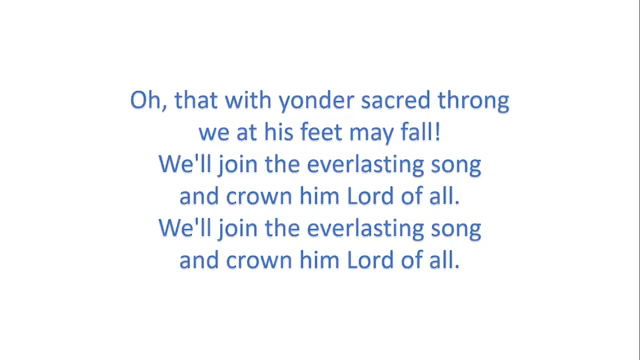 Oh, that with yonder sacred throng
we at his feet may fall!
We'll join the everlasting song
and crown him Lord of all.
We'll join the everlasting song
and crown him Lord of all.